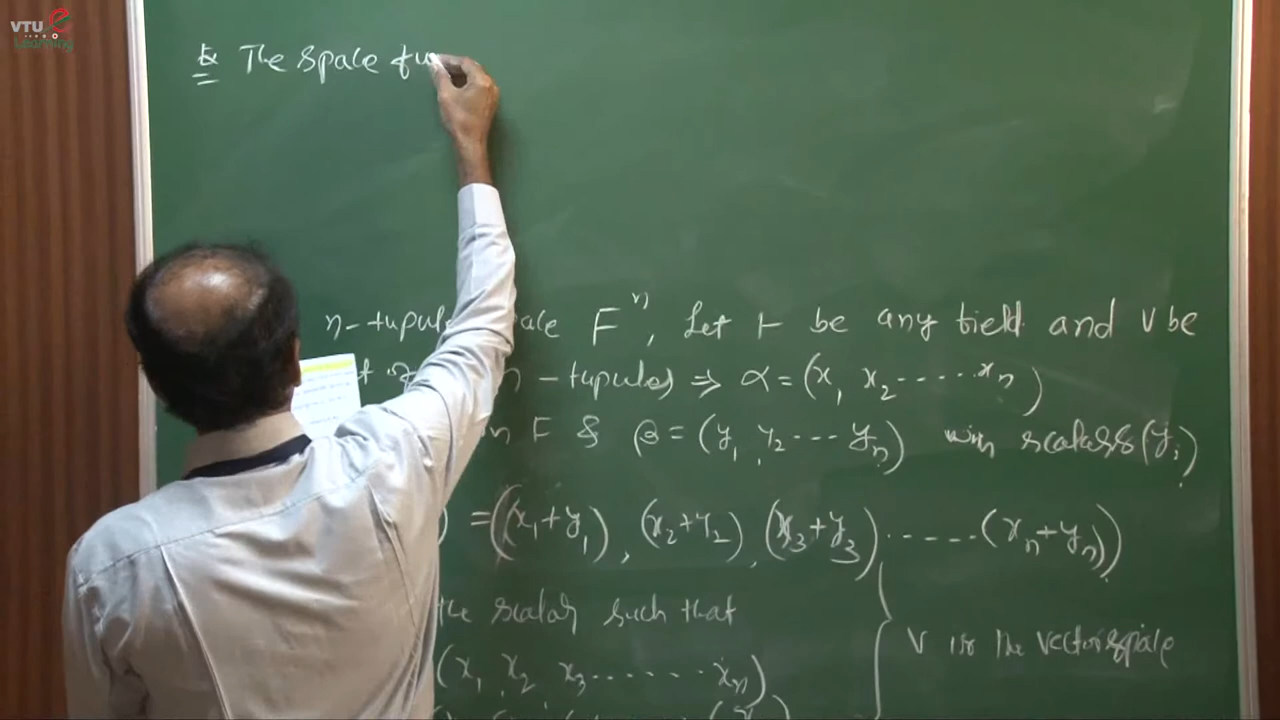 VTU e
Learning
Ex The space fu
n-tuple F^n, Let F be any field and V be
n-tuples) ⇒ α = (x1, x2 ...... xn)
in F & β = (y1, y2 ... yn) with scalars (yi)
= ((x1+y1), (x2+y2), (x3+y3) ...... (xn+yn))
the scalar such that
V is the vector space
(x1, x2 x3 ...... xn)